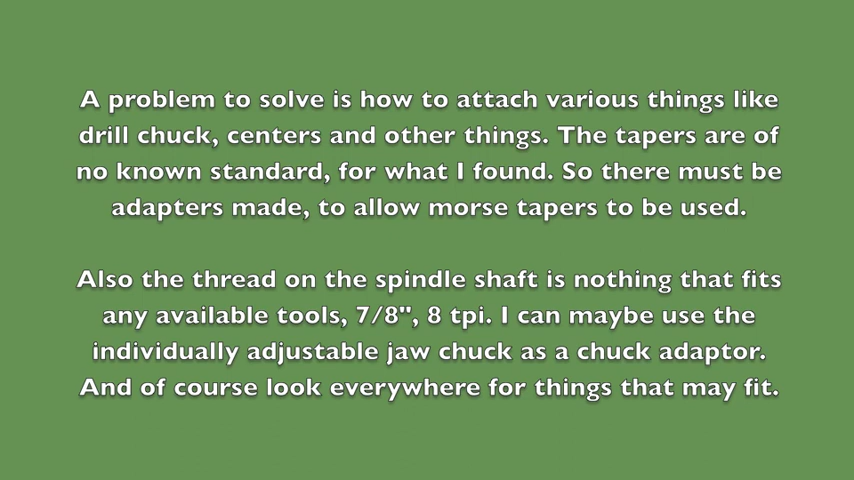 A problem to solve is how to attach various things like
drill chuck, centers and other things. The tapers are of
no known standard, for what I found. So there must be
adapters made, to allow morse tapers to be used.
Also the thread on the spindle shaft is nothing that fits
any available tools, 7/8", 8 tpi. I can maybe use the
individually adjustable jaw chuck as a chuck adaptor.
And of course look everywhere for things that may fit.